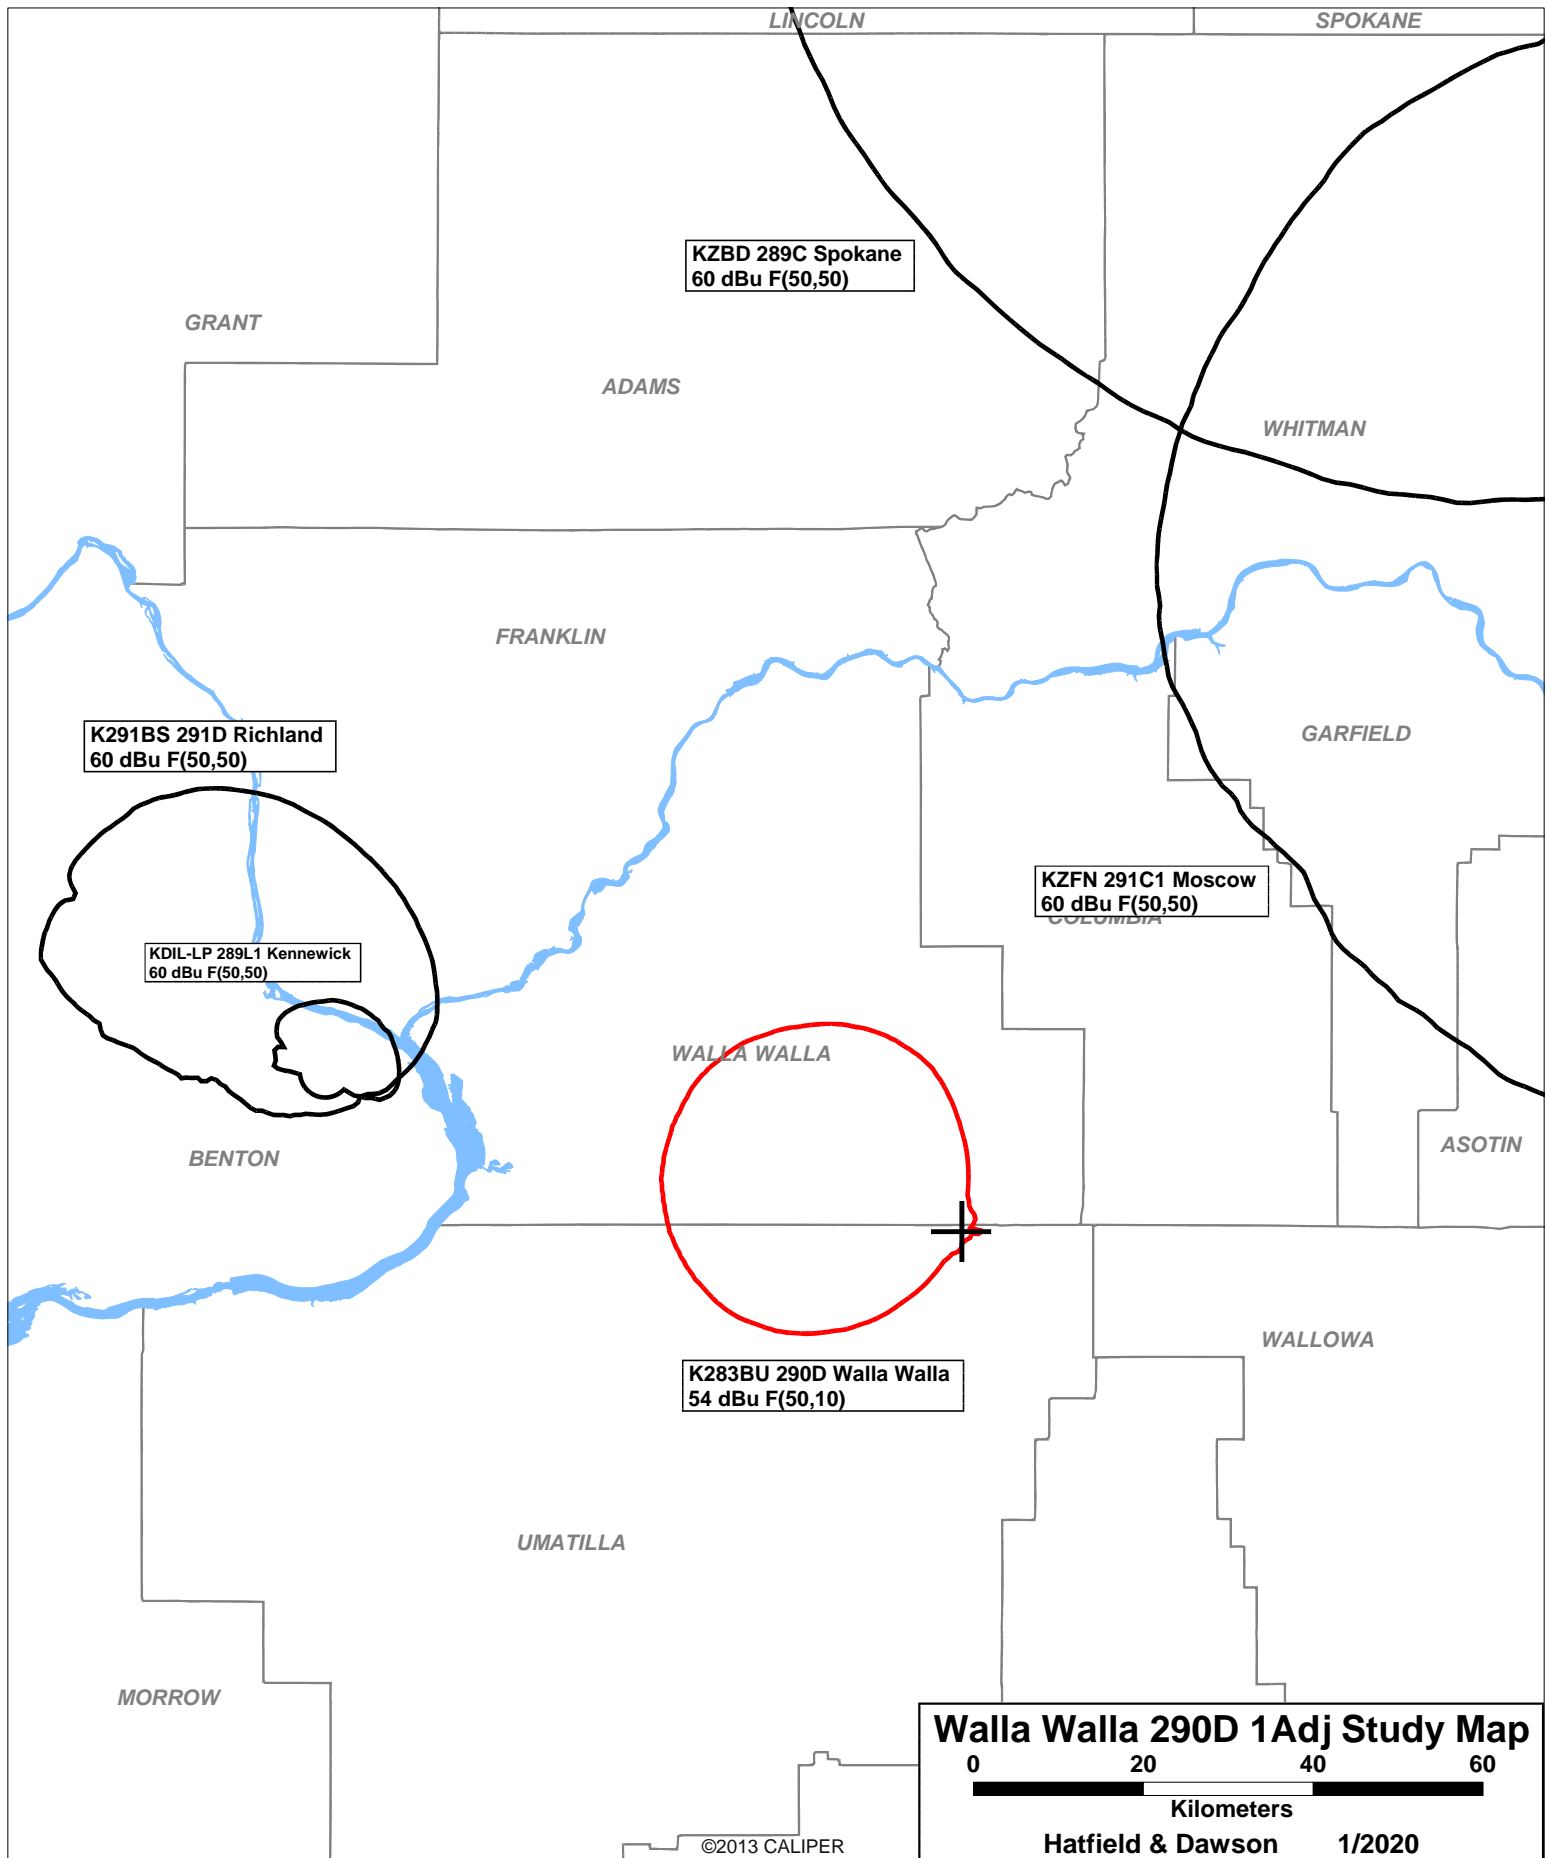 LINCOLN
SPOKANE
KZBD 289C Spokane
60 dBu F(50,50)
GRANT
ADAMS
WHITMAN
FRANKLIN
K291BS 291D Richland
60 dBu F(50,50)
GARFIELD
KZFN 291C1 Moscow
60 dBu F(50,50)
COLUMBIA
KDIL-LP 289L1 Kennewick
60 dBu F(50,50)
WALLA WALLA
BENTON
ASOTIN
WALLOWA
K283BU 290D Walla Walla
54 dBu F(50,10)
UMATILLA
MORROW
Walla Walla 290D 1Adj Study Map
0 20 40 60
Kilometers
Hatfield & Dawson 1/2020
©2013 CALIPER